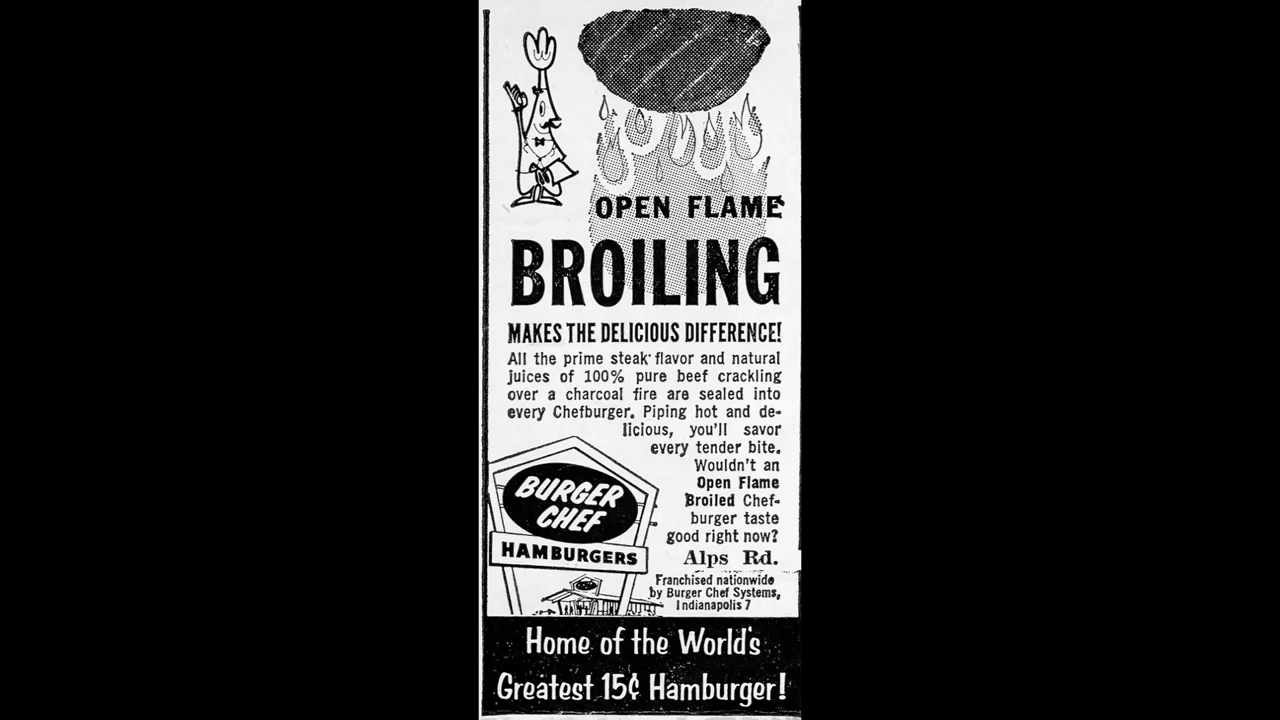 OPEN FLAME
BROILING
MAKES THE DELICIOUS DIFFERENCE!
All the prime steak flavor and natural
juices of 100% pure beef crackling
over a charcoal fire are sealed into
every Chefburger. Piping hot and de-
licious, you'll savor
every tender bite.
Wouldn't an
Open Flame
Broiled Chef-
burger taste
good right now?
Alps Rd.
Franchised nationwide
by Burger Chef Systems,
Indianapolis 7
BURGER
CHEF
HAMBURGERS
Home of the World's
Greatest 15¢ Hamburger!